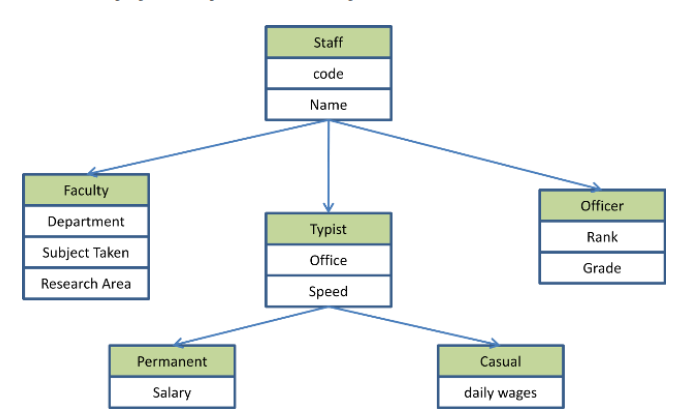 Staff
code
Name
Faculty
Department
Subject Taken
Research Area
Typist
Office
Speed
Officer
Rank
Grade
Permanent
Salary
Casual
daily wages